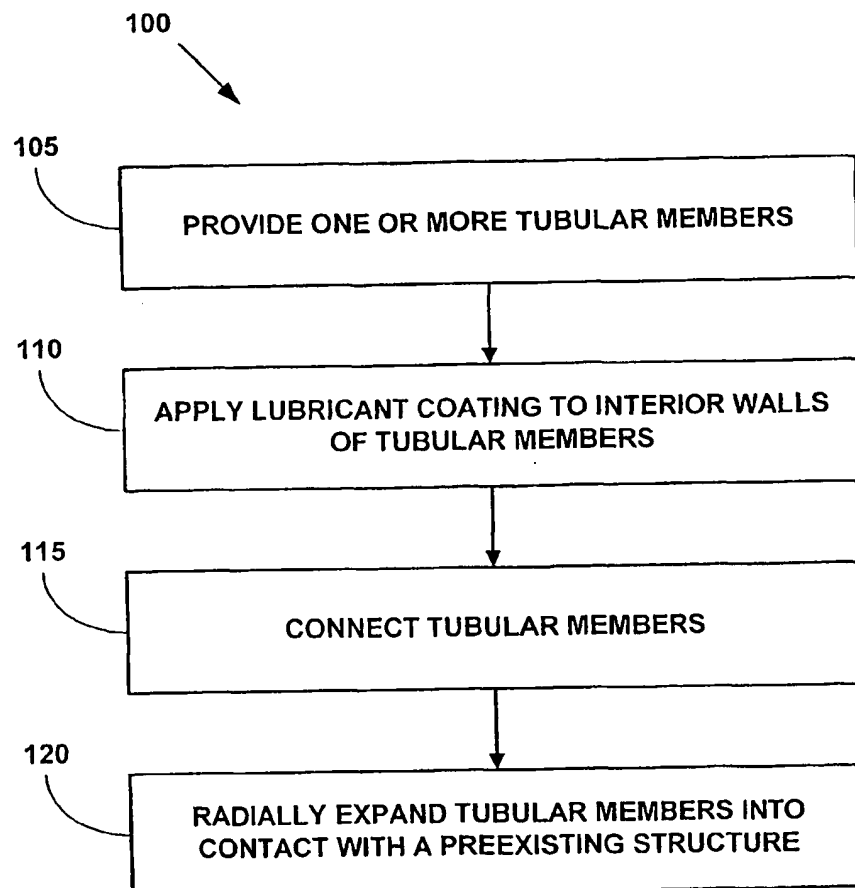 100
105
PROVIDE ONE OR MORE TUBULAR MEMBERS
110
APPLY LUBRICANT COATING TO INTERIOR WALLS
OF TUBULAR MEMBERS
115
CONNECT TUBULAR MEMBERS
120
RADIALLY EXPAND TUBULAR MEMBERS INTO
CONTACT WITH A PREEXISTING STRUCTURE